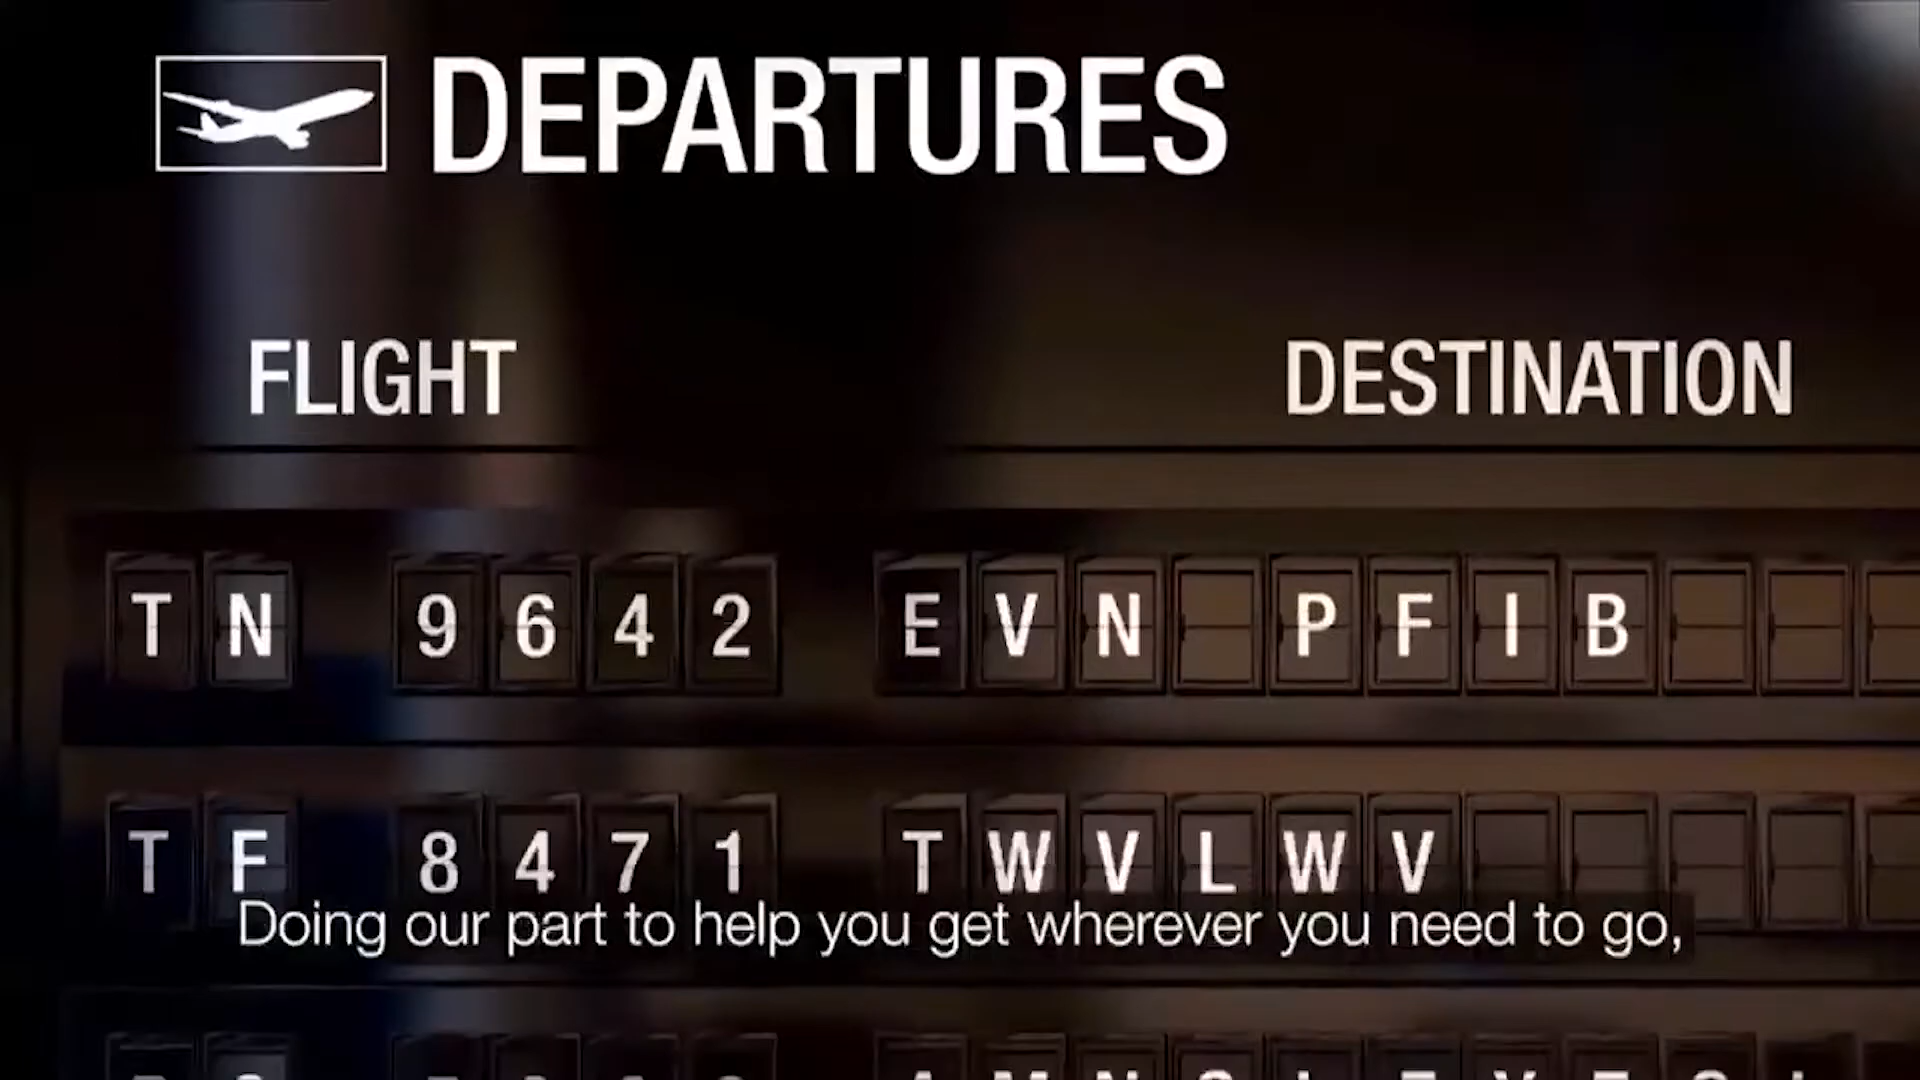 DEPARTURES
FLIGHT DESTINATION
TN 9642 EVN PFIB
TF 8471 TWVLWV
Doing our part to help you get wherever you need to go,